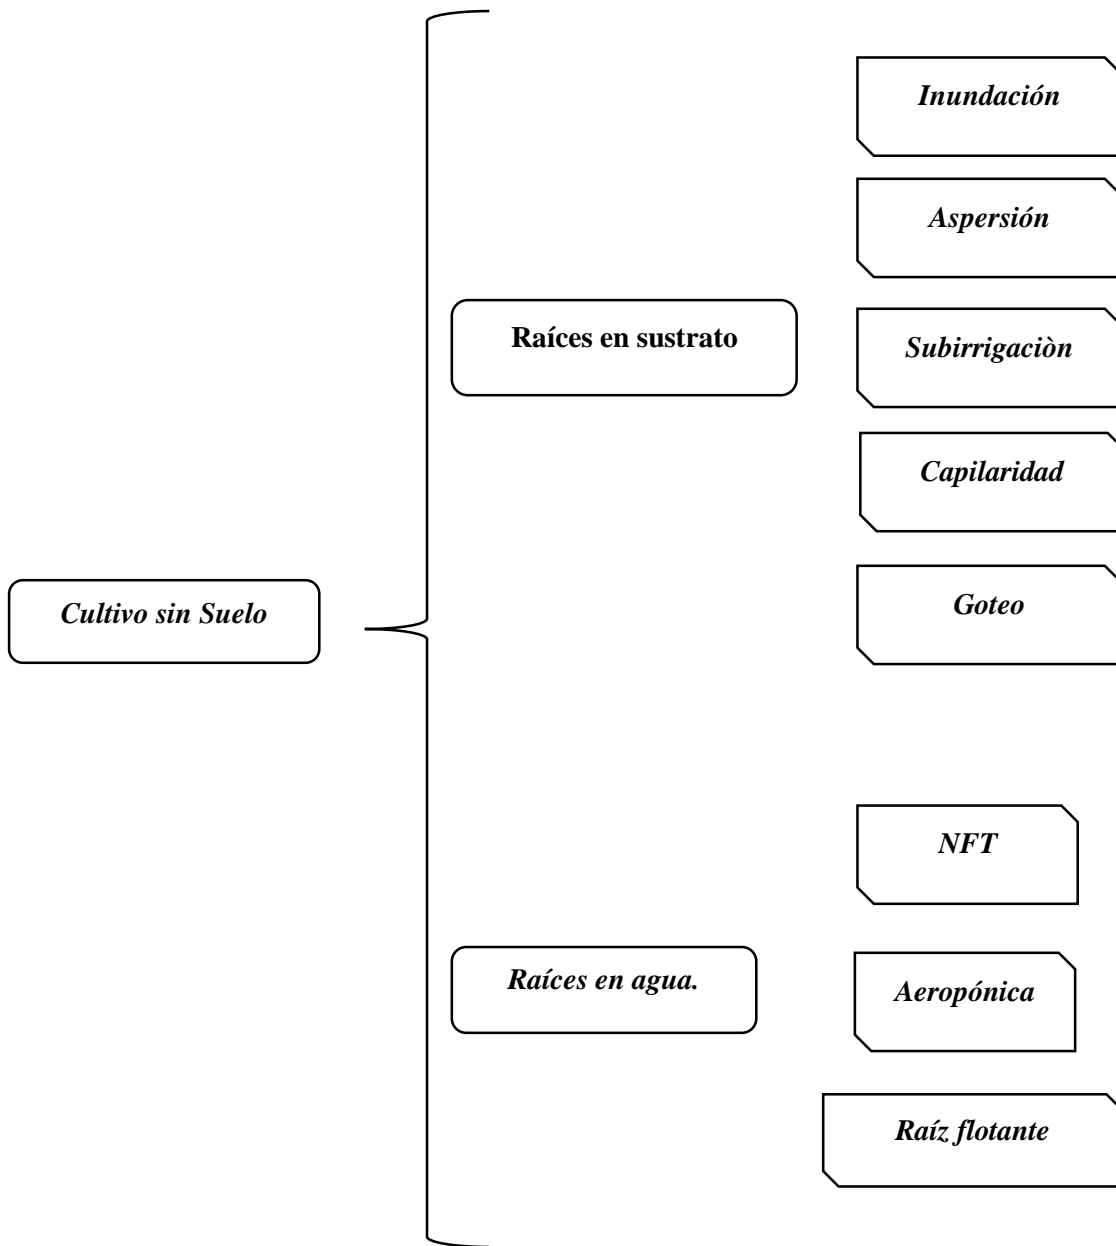 Cultivo sin Suelo
Raíces en sustrato
Inundación
Aspersión
Subirrigaciòn
Capilaridad
Goteo
Raíces en agua.
NFT
Aeropónica
Raíz flotante